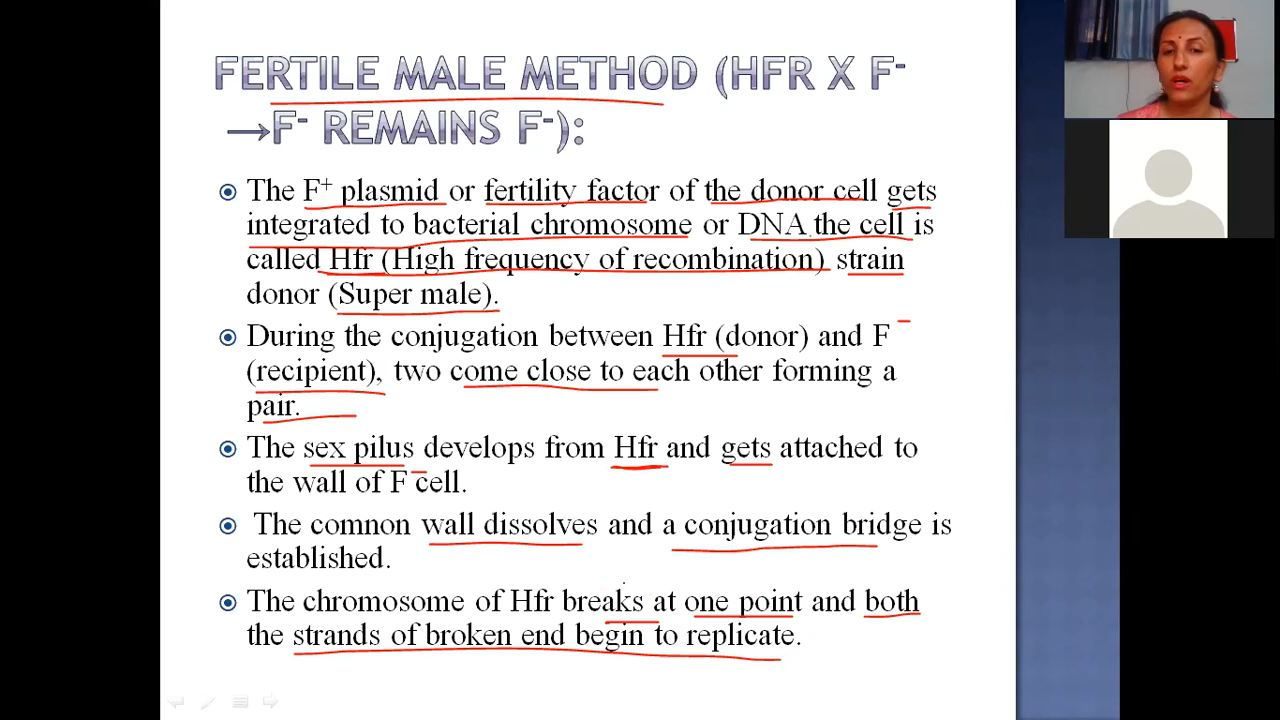 FERTILE MALE METHOD (HFR X F-
→F- REMAINS F-):
The F+ plasmid or fertility factor of the donor cell gets
integrated to bacterial chromosome or DNA the cell is
called Hfr (High frequency of recombination) strain
donor (Super male).
During the conjugation between Hfr (donor) and F-
(recipient), two come close to each other forming a
pair.
The sex pilus develops from Hfr and gets attached to
the wall of F- cell.
The comnon wall dissolves and a conjugation bridge is
established.
The chromosome of Hfr breaks at one point and both
the strands of broken end begin to replicate.